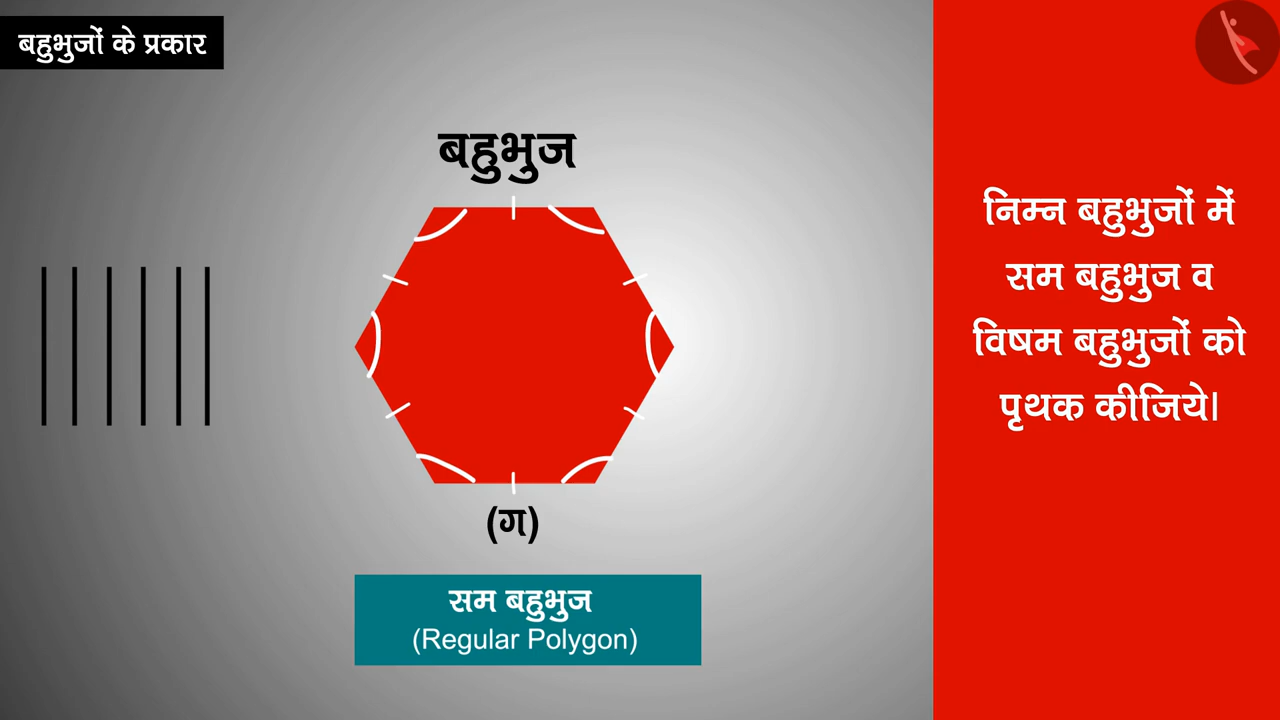 बहुभुजों के प्रकार
बहुभुज
(ग)
सम बहुभुज
(Regular Polygon)
निम्न बहुभुजों में
सम बहुभुज व
विषम बहुभुजों को
पृथक कीजिये।